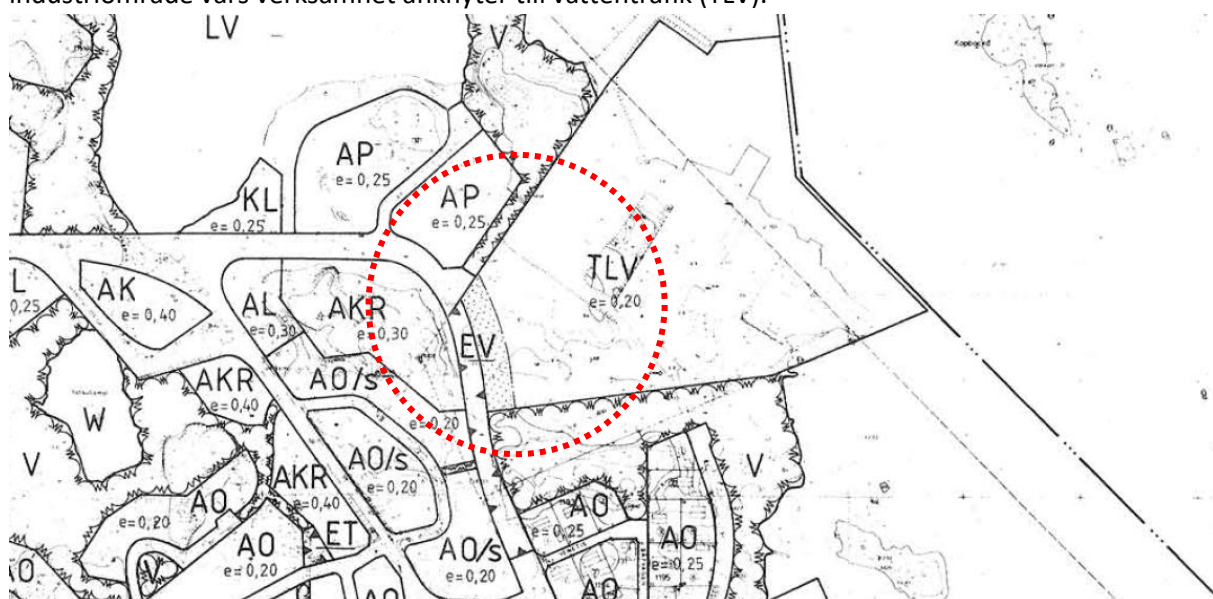 industriområde vars verksamhet anknyter till vattentrafik (TLV).
LV
V
AP
e= 0,25
KL
e= 0,25
AP
e= 0,25
TLV
e= 0,20
L
0,25
AK
e= 0,40
AL
e=0,30
AKR
e=0,30
EV
AO/s
e=0,20
AKR
e=0,40
W
V
AO/s
e= 0,20
AKR
e=0,40
AO
e=0,20
ET
V
AO
e= 0,20
AO/s
e= 0,20
AO
e= 0,25
AO
e= 0,25
V
AO
AO
AO